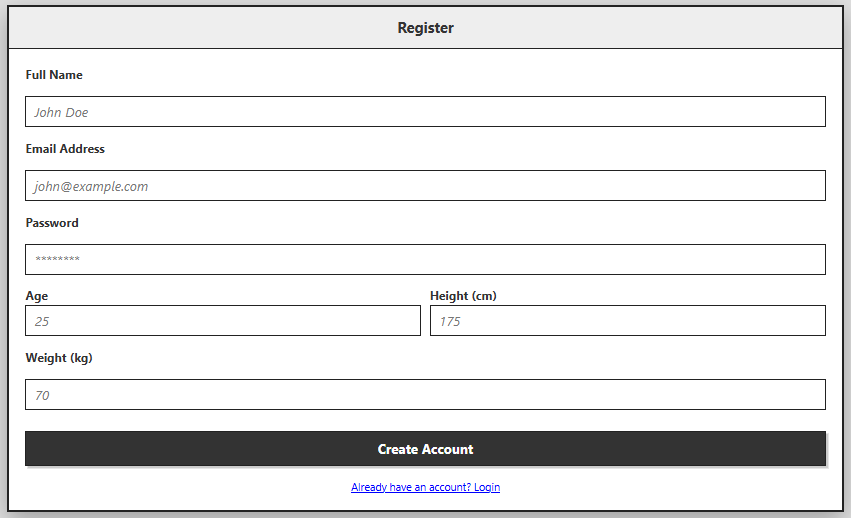 Register
Full Name
John Doe
Email Address
john@example.com
Password
********
Age
Height (cm)
25
175
Weight (kg)
70
Create Account
Already have an account? Login